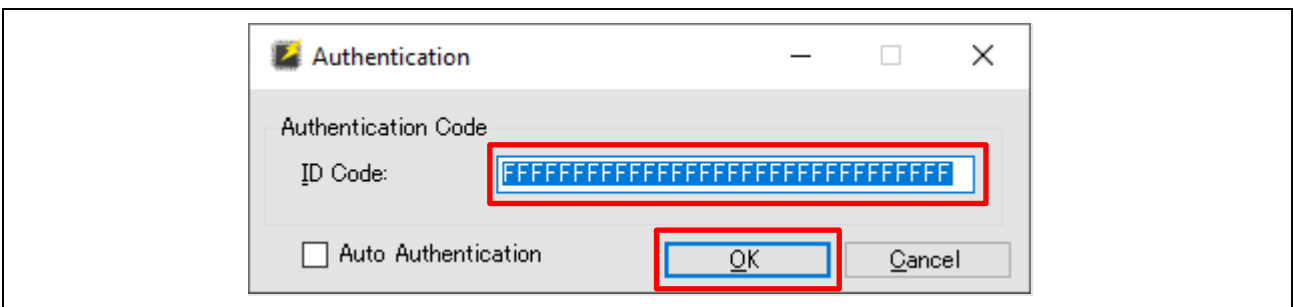 Authentication
Authentication Code
ID Code: FFFFFFFFFFFFFFFFFFFFFFFFFFFFFFFF
Auto Authentication OK Cancel